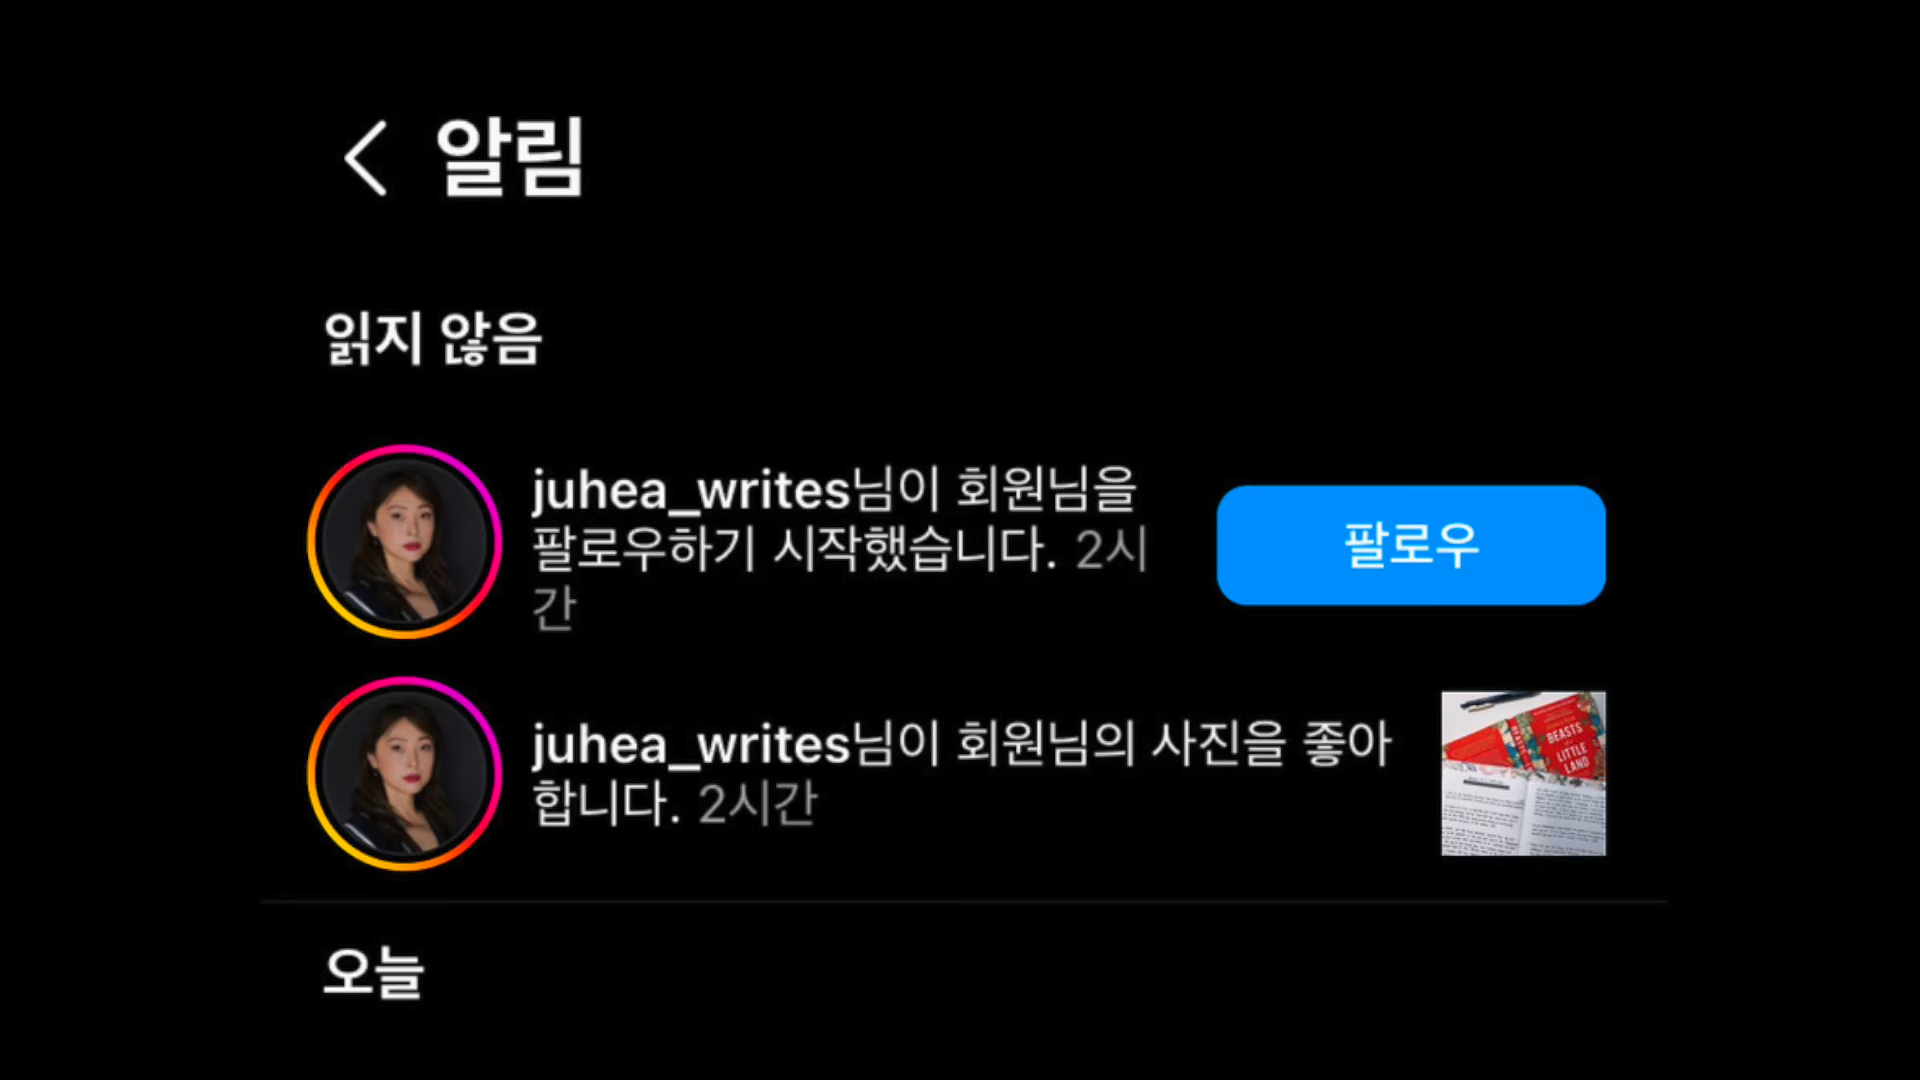 알림
읽지 않음
juhea_writes님이 회원님을
팔로우하기 시작했습니다. 2시
간
팔로우
juhea_writes님이 회원님의 사진을 좋아
합니다. 2시간
BEASTS
LITTLE
LAND
오늘